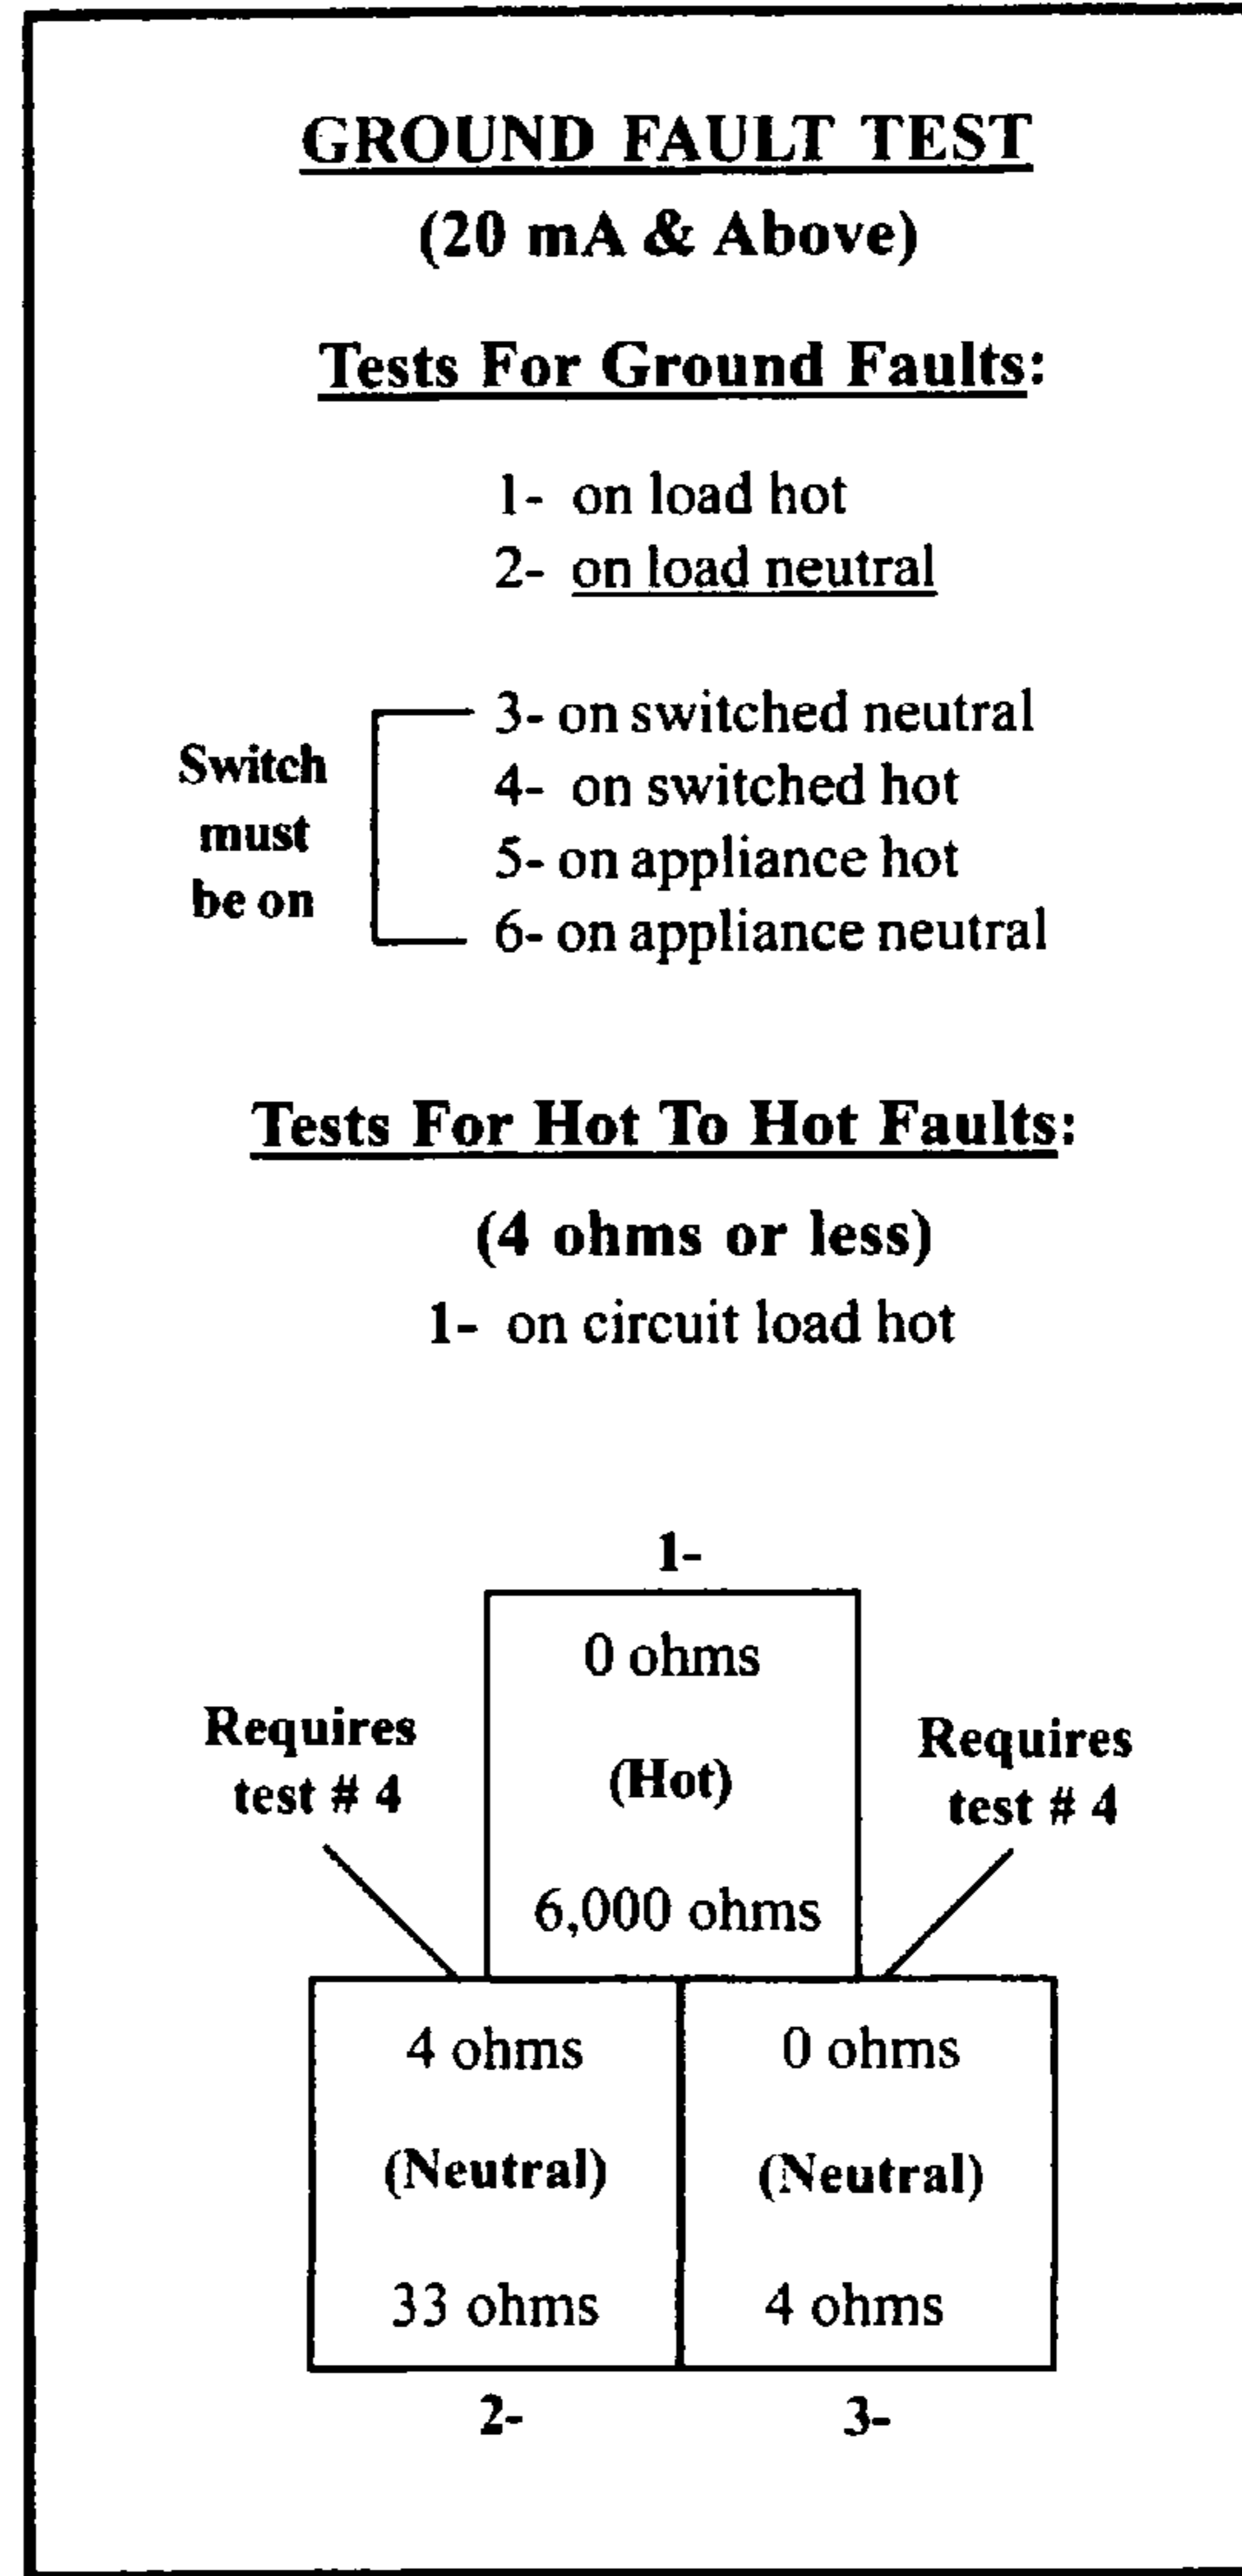 GROUND FAULT TEST
(20 mA & Above)
Tests For Ground Faults:
1- on load hot
2- on load neutral
Switch
must
be on
3- on switched neutral
4- on switched hot
5- on appliance hot
6- on appliance neutral
Tests For Hot To Hot Faults:
(4 ohms or less)
1- on circuit load hot
1-
0 ohms
(Hot)
6,000 ohms
Requires
test # 4
Requires
test # 4
4 ohms
(Neutral)
33 ohms
0 ohms
(Neutral)
4 ohms
2-
3-